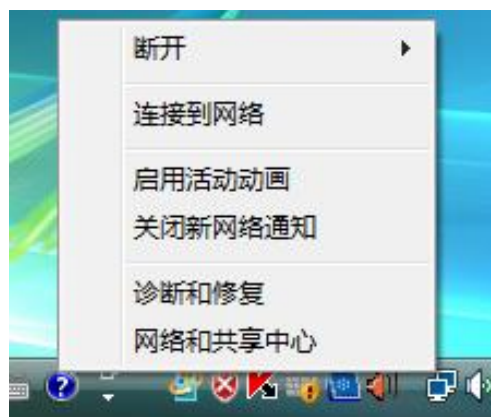 断开
连接到网络
启用活动动画
关闭新网络通知
诊断和修复
网络和共享中心